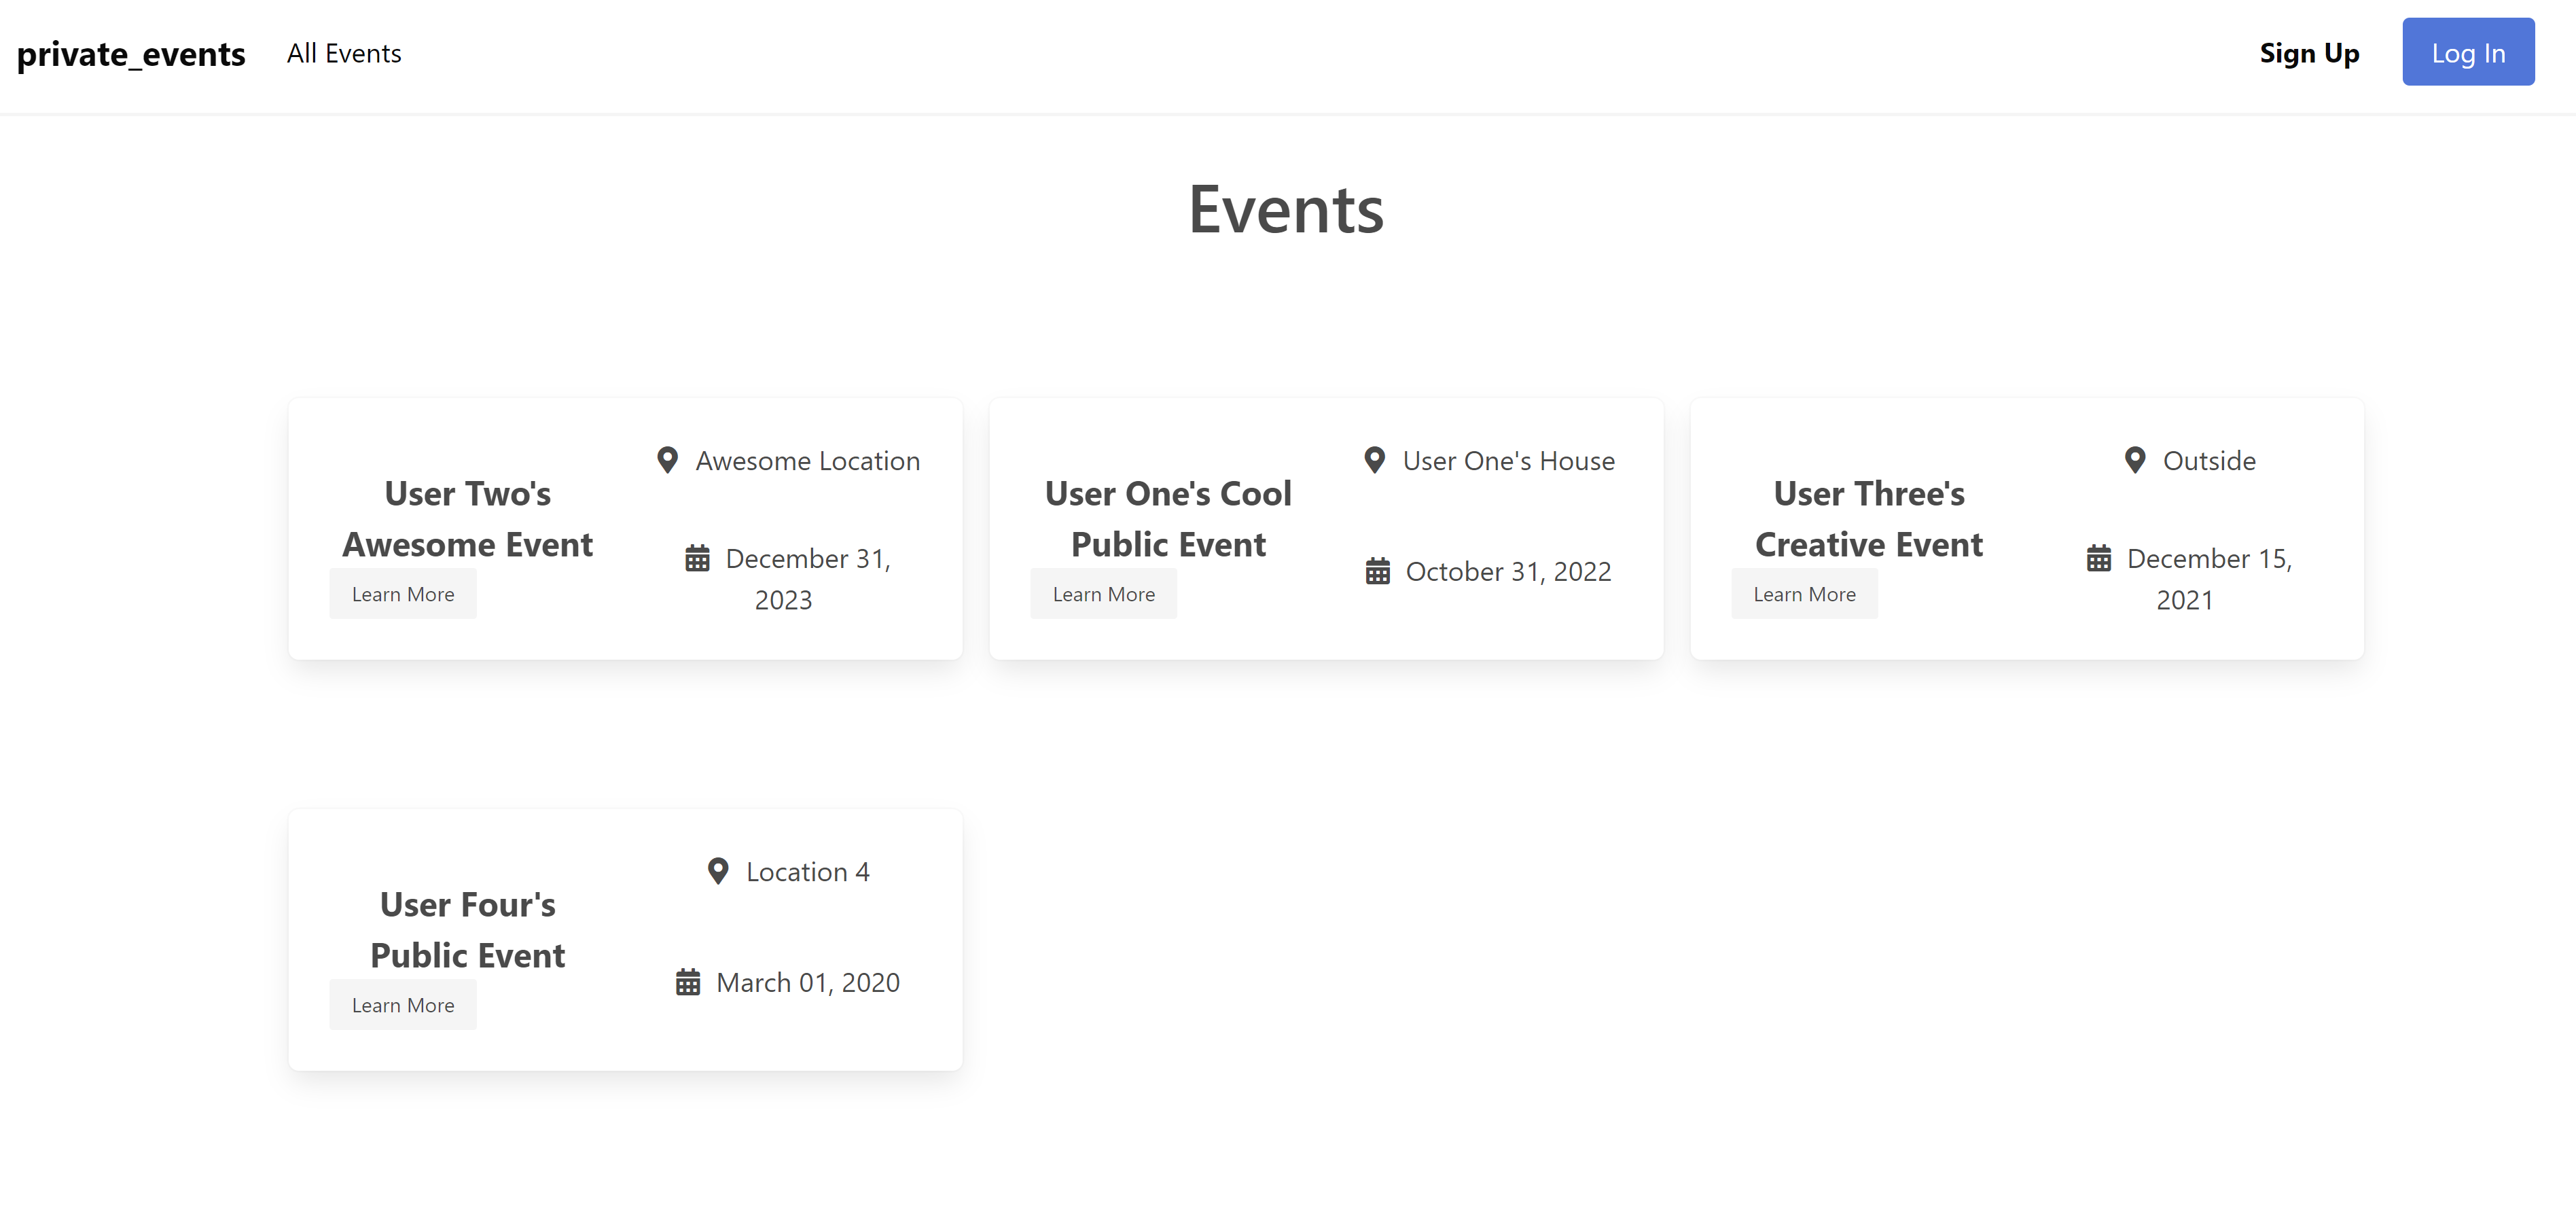 private_events All Events Sign Up Log In
Events
User Two's
Awesome Event
Learn More
Awesome Location
December 31,
2023
User One's Cool
Public Event
Learn More
User One's House
October 31, 2022
User Three's
Creative Event
Learn More
Outside
December 15,
2021
User Four's
Public Event
Learn More
Location 4
March 01, 2020